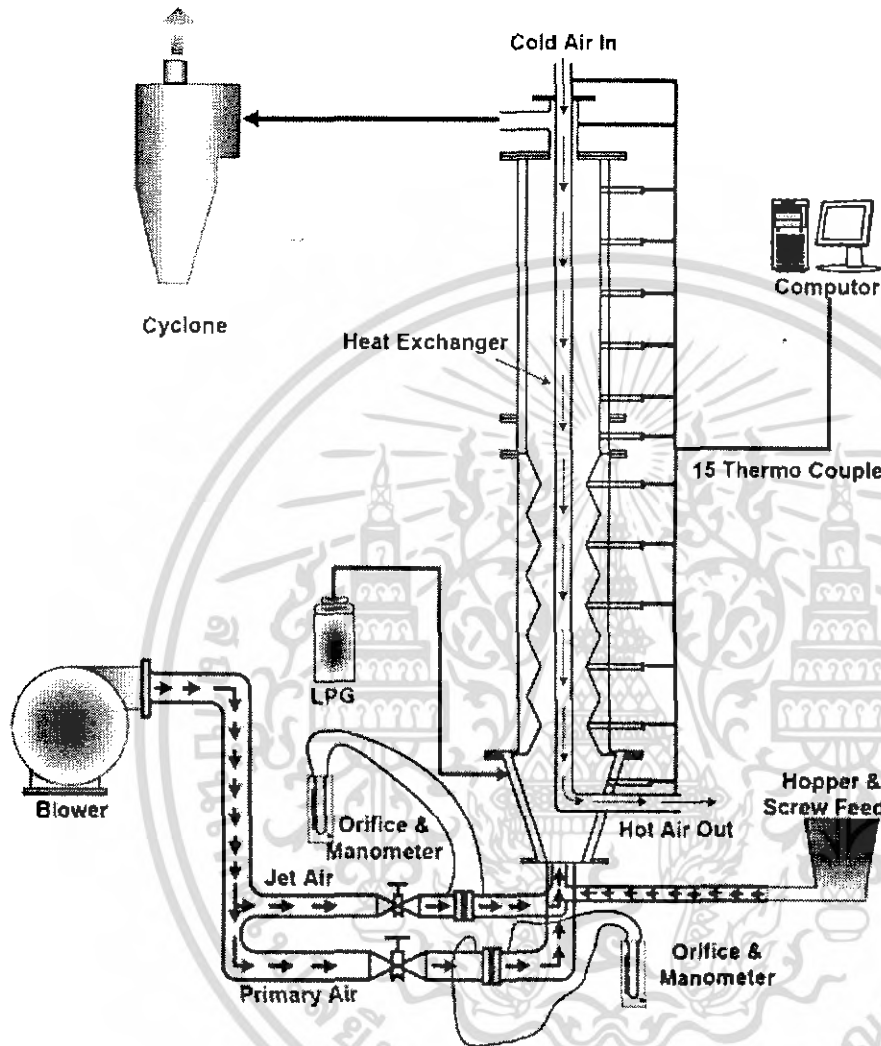 Cold Air In
Computor
Cyclone
Heat Exchanger
15 Thermo Couple
LPG
Blower
Orifice &
Manometer
Hopper &
Screw Feed
Hot Air Out
Jet Air
Orifice &
Manometer
Primary Air